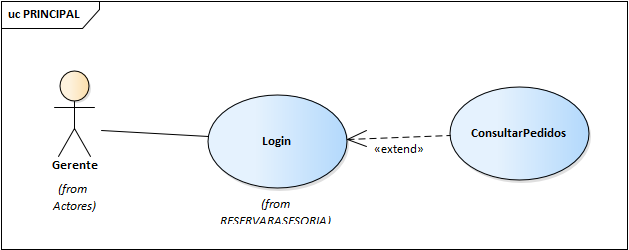 uc PRINCIPAL
Gerente
(from
Actores)
Login
(from
RESERVARASESORIA)
«extend»
ConsultarPedidos